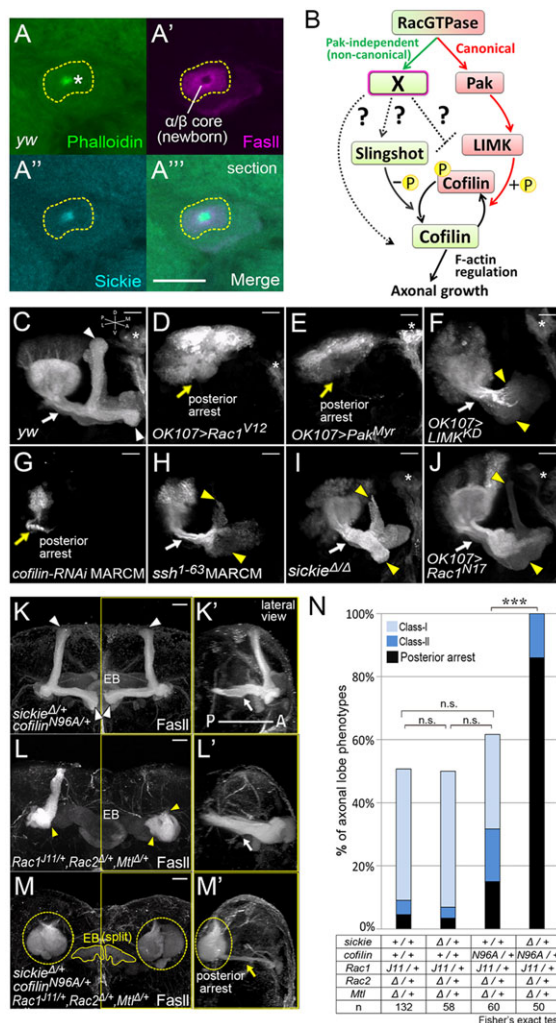 A
*
yw
Phalloidin
A'
α/β core
(newborn)
FasII
A''
Sickie
A'''
section
Merge
B
RacGTPase
Pak-independent
(non-canonical)
Canonical
X
Pak
? ? ?
Slingshot
LIMK
P
–P
Cofilin
+P
Cofilin
F-actin
regulation
Axonal growth
C
D
M
P
A
L
V
*
yw
D
*
posterior
arrest
OK107>Rac1V12
E
*
posterior
arrest
OK107>PakMyr
F
*
OK107>
LIMKKD
G
posterior
arrest
cofilin-RNAi MARCM
H
ssh1-63MARCM
I
*
sickieΔ/Δ
J
*
OK107>
Rac1N17
K
EB
sickieΔ/+
cofilinN96A/+
FasII
K'
lateral
view
P A
L
EB
Rac1J11/+,Rac2Δ/+,MtlΔ/+
FasII
L'
M
EB(split)
sickieΔ/+
cofilinN96A/+
Rac1J11/+,Rac2Δ/+,MtlΔ/+
FasII
M'
posterior
arrest
N
***
100%
Class-I
Class-II
Posterior arrest
80%
n.s.
n.s. n.s.
60%
40%
20%
0%
% of axonal lobe phenotypes
sickie +/+ Δ/+ +/+ Δ/+
cofilin +/+ +/+ N96A/+ N96A/+
Rac1 J11/+ J11/+ J11/+ J11/+
Rac2 Δ/+ Δ/+ Δ/+ Δ/+
Mtl Δ/+ Δ/+ Δ/+ Δ/+
n 132 58 60 50
Fisher's exact test